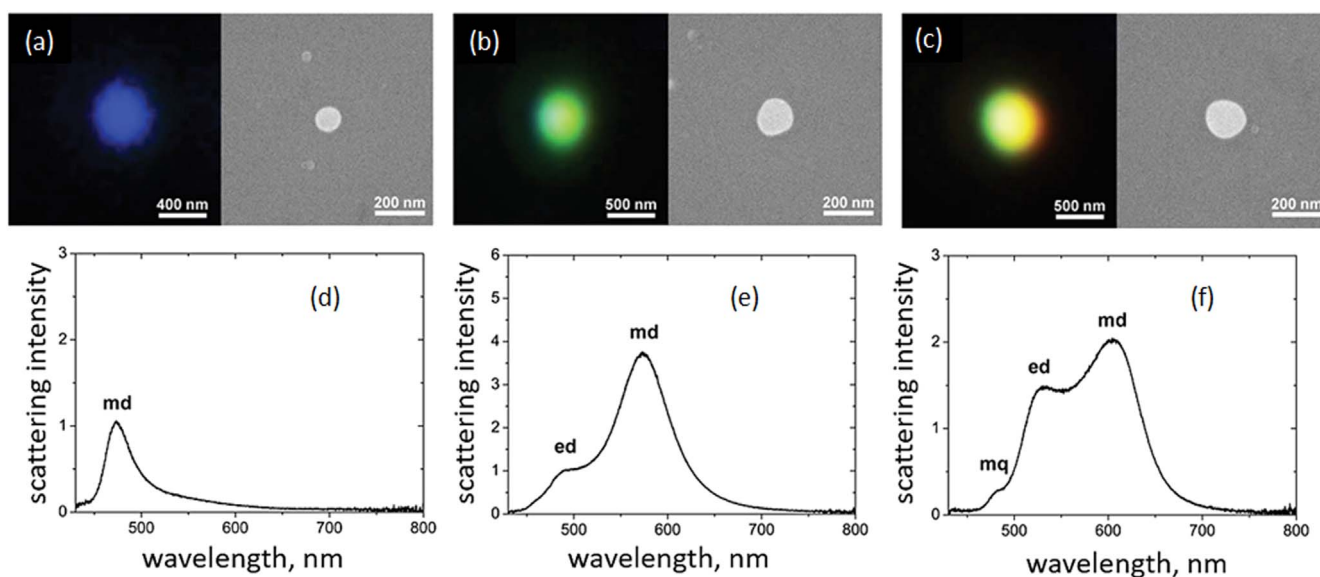 (a)
400 nm
200 nm
(b)
500 nm
200 nm
(c)
500 nm
200 nm
scattering intensity
3
2
1
0
(d)
md
500
600
700
800
wavelength, nm
scattering intensity
6
5
4
3
2
1
0
(e)
ed
md
500
600
700
800
wavelength, nm
scattering intensity
3
2
1
0
(f)
mq
ed
md
500
600
700
800
wavelength, nm